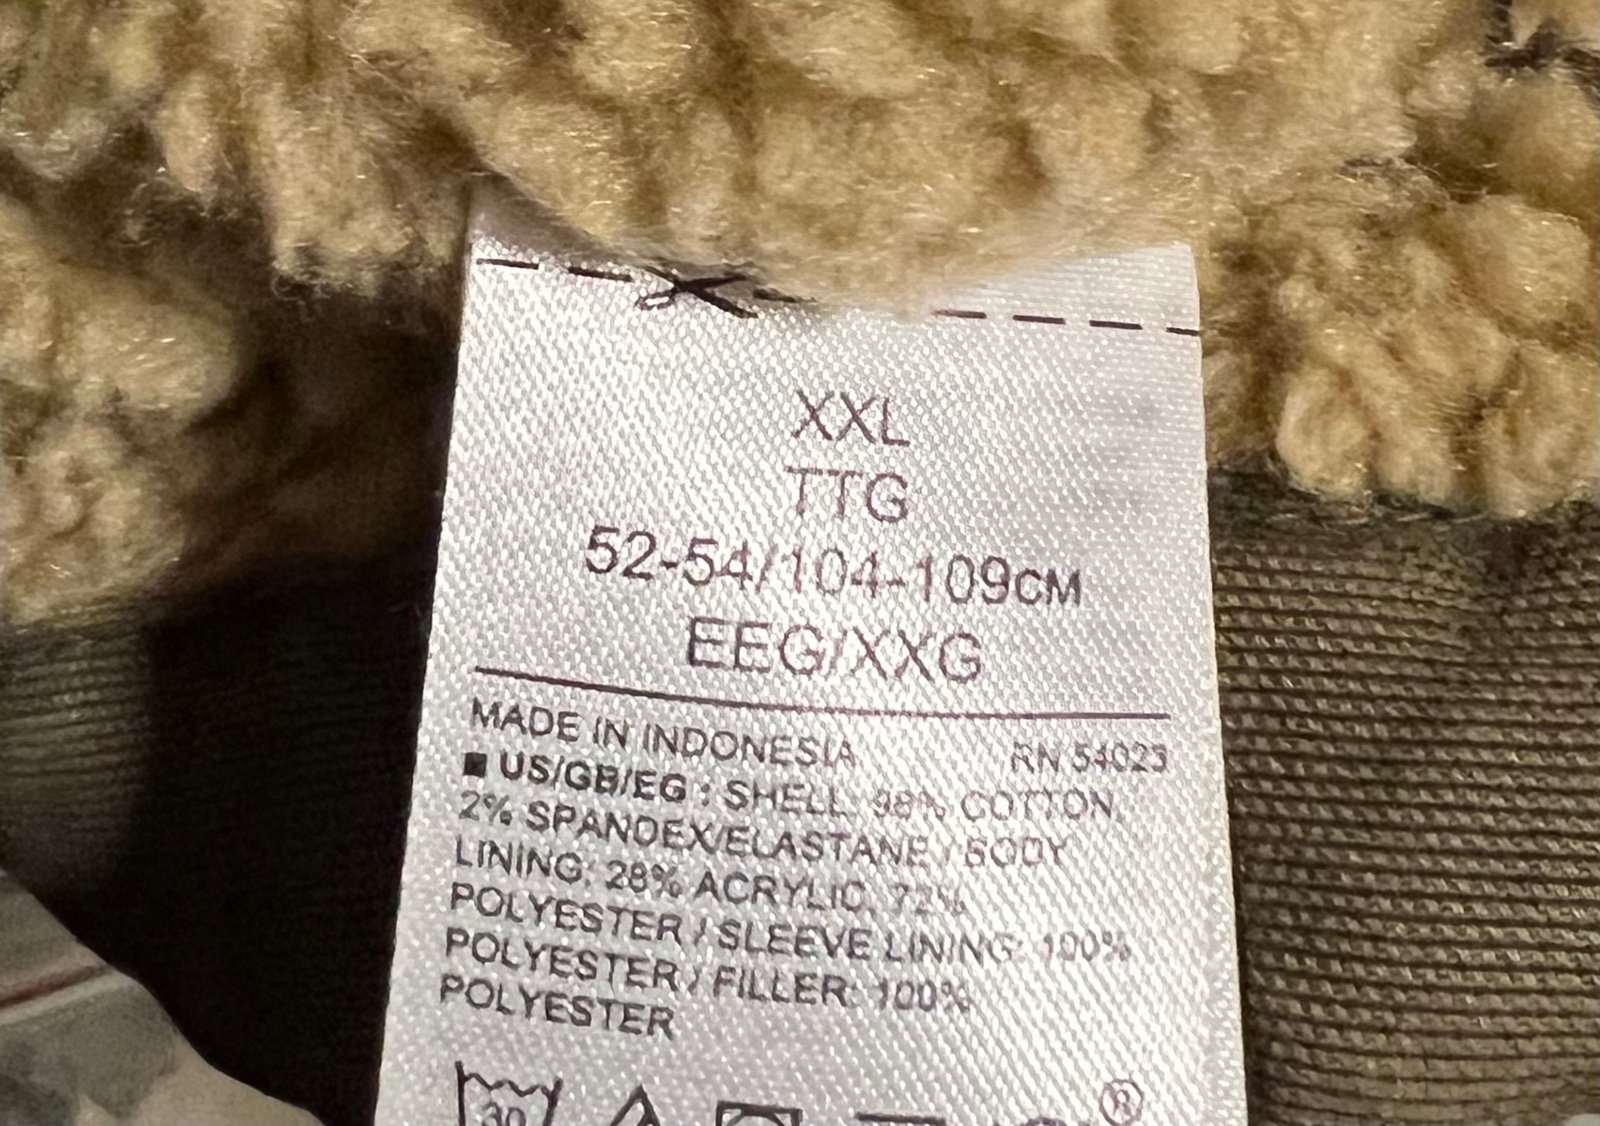 XXL
TTG
52-54/104-109CM
EEG/XXG
MADE IN INDONESIA RN 54023
■ US/GB/EG : SHELL: 98% COTTON,
2% SPANDEX/ELASTANE / BODY
LINING: 28% ACRYLIC, 72%
POLYESTER / SLEEVE LINING: 100%
POLYESTER / FILLER: 100%
POLYESTER
30 ®